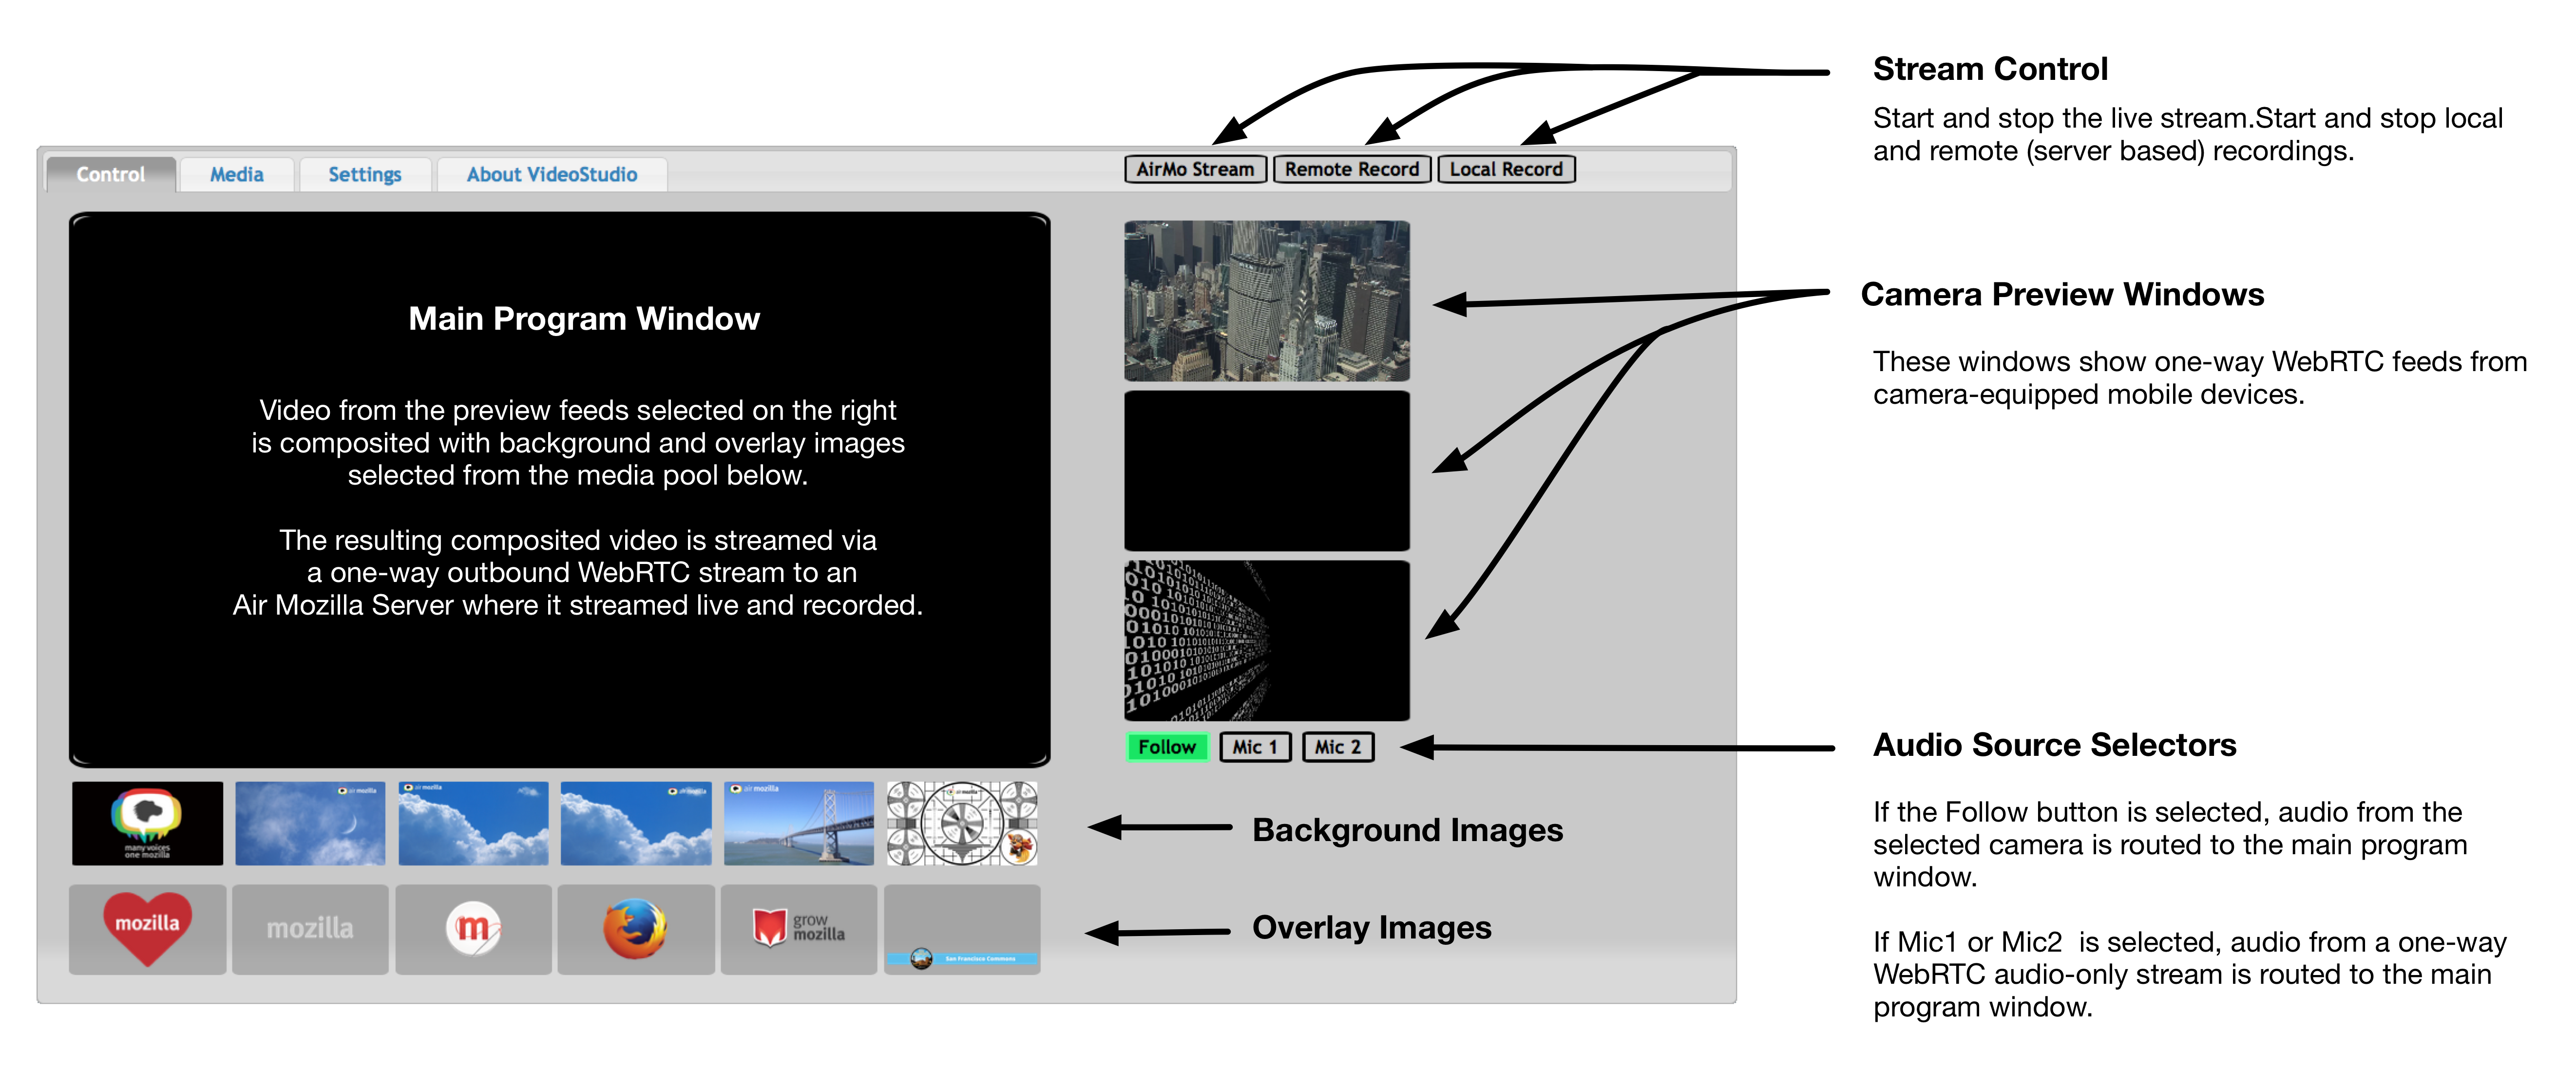 Stream Control
Start and stop the live stream.Start and stop local
and remote (server based) recordings.
Control
Media
Settings
About VideoStudio
AirMo Stream
Remote Record
Local Record
Main Program Window
Video from the preview feeds selected on the right
is composited with background and overlay images
selected from the media pool below.
The resulting composited video is streamed via
a one-way outbound WebRTC stream to an
Air Mozilla Server where it streamed live and recorded.
Camera Preview Windows
These windows show one-way WebRTC feeds from
camera-equipped mobile devices.
Follow
Mic 1
Mic 2
Audio Source Selectors
If the Follow button is selected, audio from the
selected camera is routed to the main program
window.
If Mic1 or Mic2  is selected, audio from a one-way
WebRTC audio-only stream is routed to the main
program window.
many voices
one mozilla
air mozilla
air mozilla
air mozilla
air mozilla
air mozilla
Background Images
mozilla
mozilla
m
grow
mozilla
San Francisco Commons
Overlay Images